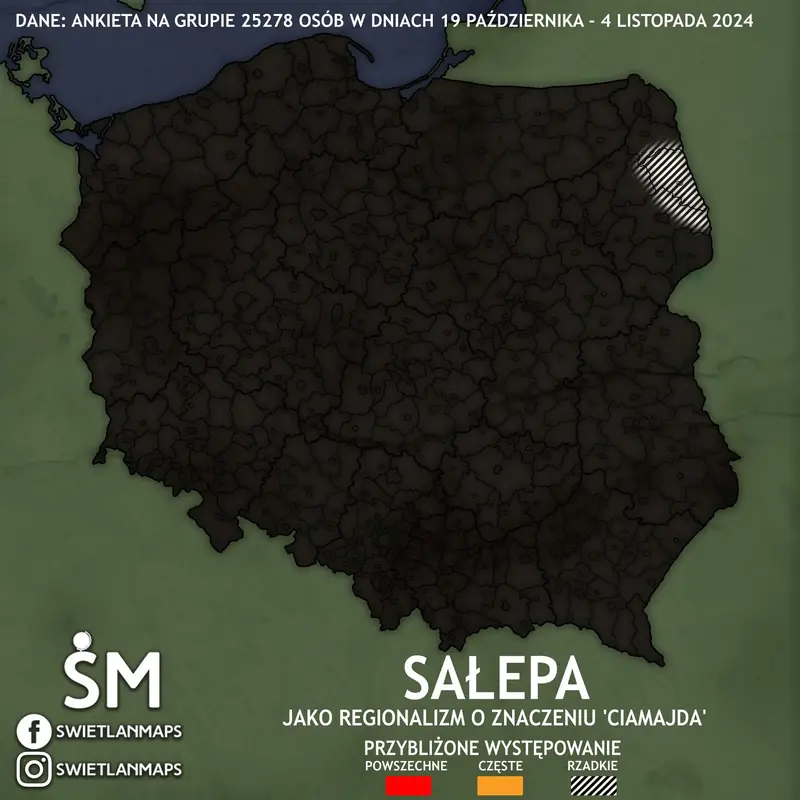 DANE: ANKIETA NA GRUPIE 25278 OSÓB W DNIACH 19 PAŹDZIERNIKA - 4 LISTOPADA 2024
ŚM
SWIETLANMAPS
SWIETLANMAPS
SAŁEPA
JAKO REGIONALIZM O ZNACZENIU 'CIAMAJDA'
PRZYBLIŻONE WYSTĘPOWANIE
POWSZECHNE CZĘSTE RZADKIE